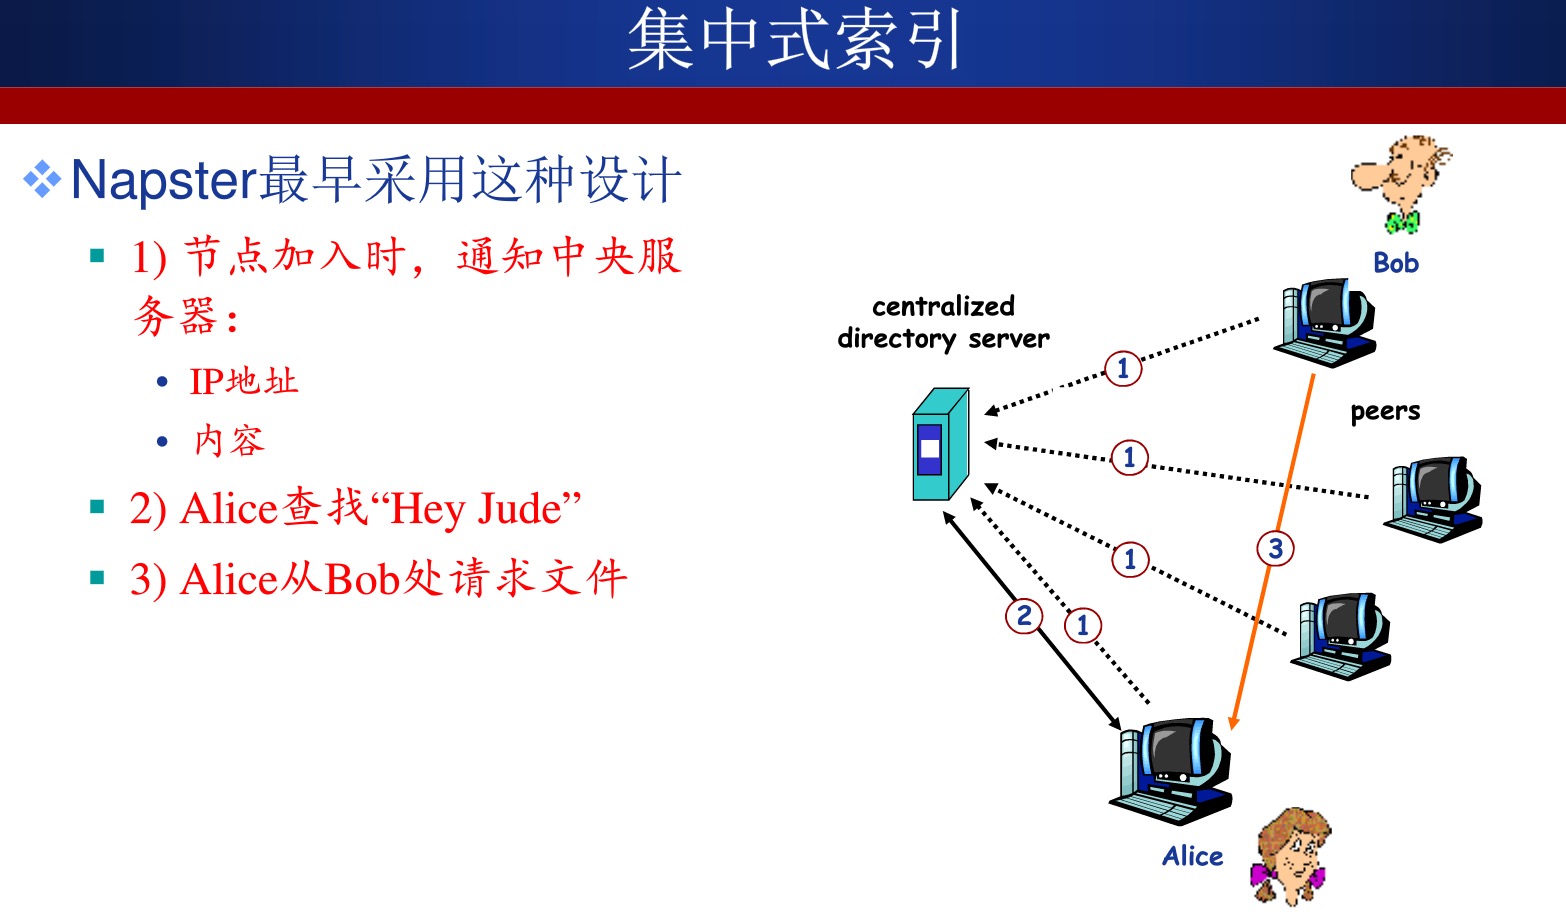 集中式索引
Napster最早采用这种设计
1) 节点加入时，通知中央服
务器：
IP地址
内容
2) Alice查找“Hey Jude”
3) Alice从Bob处请求文件
Bob
centralized
directory server
1
peers
1
3
1
2
1
Alice